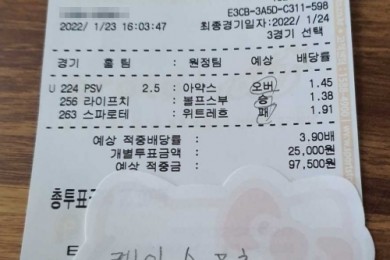 E3CB-3A5D-C311-598
2022/ 1/23 16:03:47 최종경기일자:2022/ 1/24
3경기 선택
경기 홈 팀 : 원정팀 예상 배당률
U 224 PSV 2.5 : 아약스 오버 1.45
256 라이프치 : 볼프스부 승 1.38
263 스파로테 : 위트레흐 패 1.91
예상 적중배당률 : 3.90배
개별투표금액 : 25,000원
예상 적중금 : 97,500원
총투표